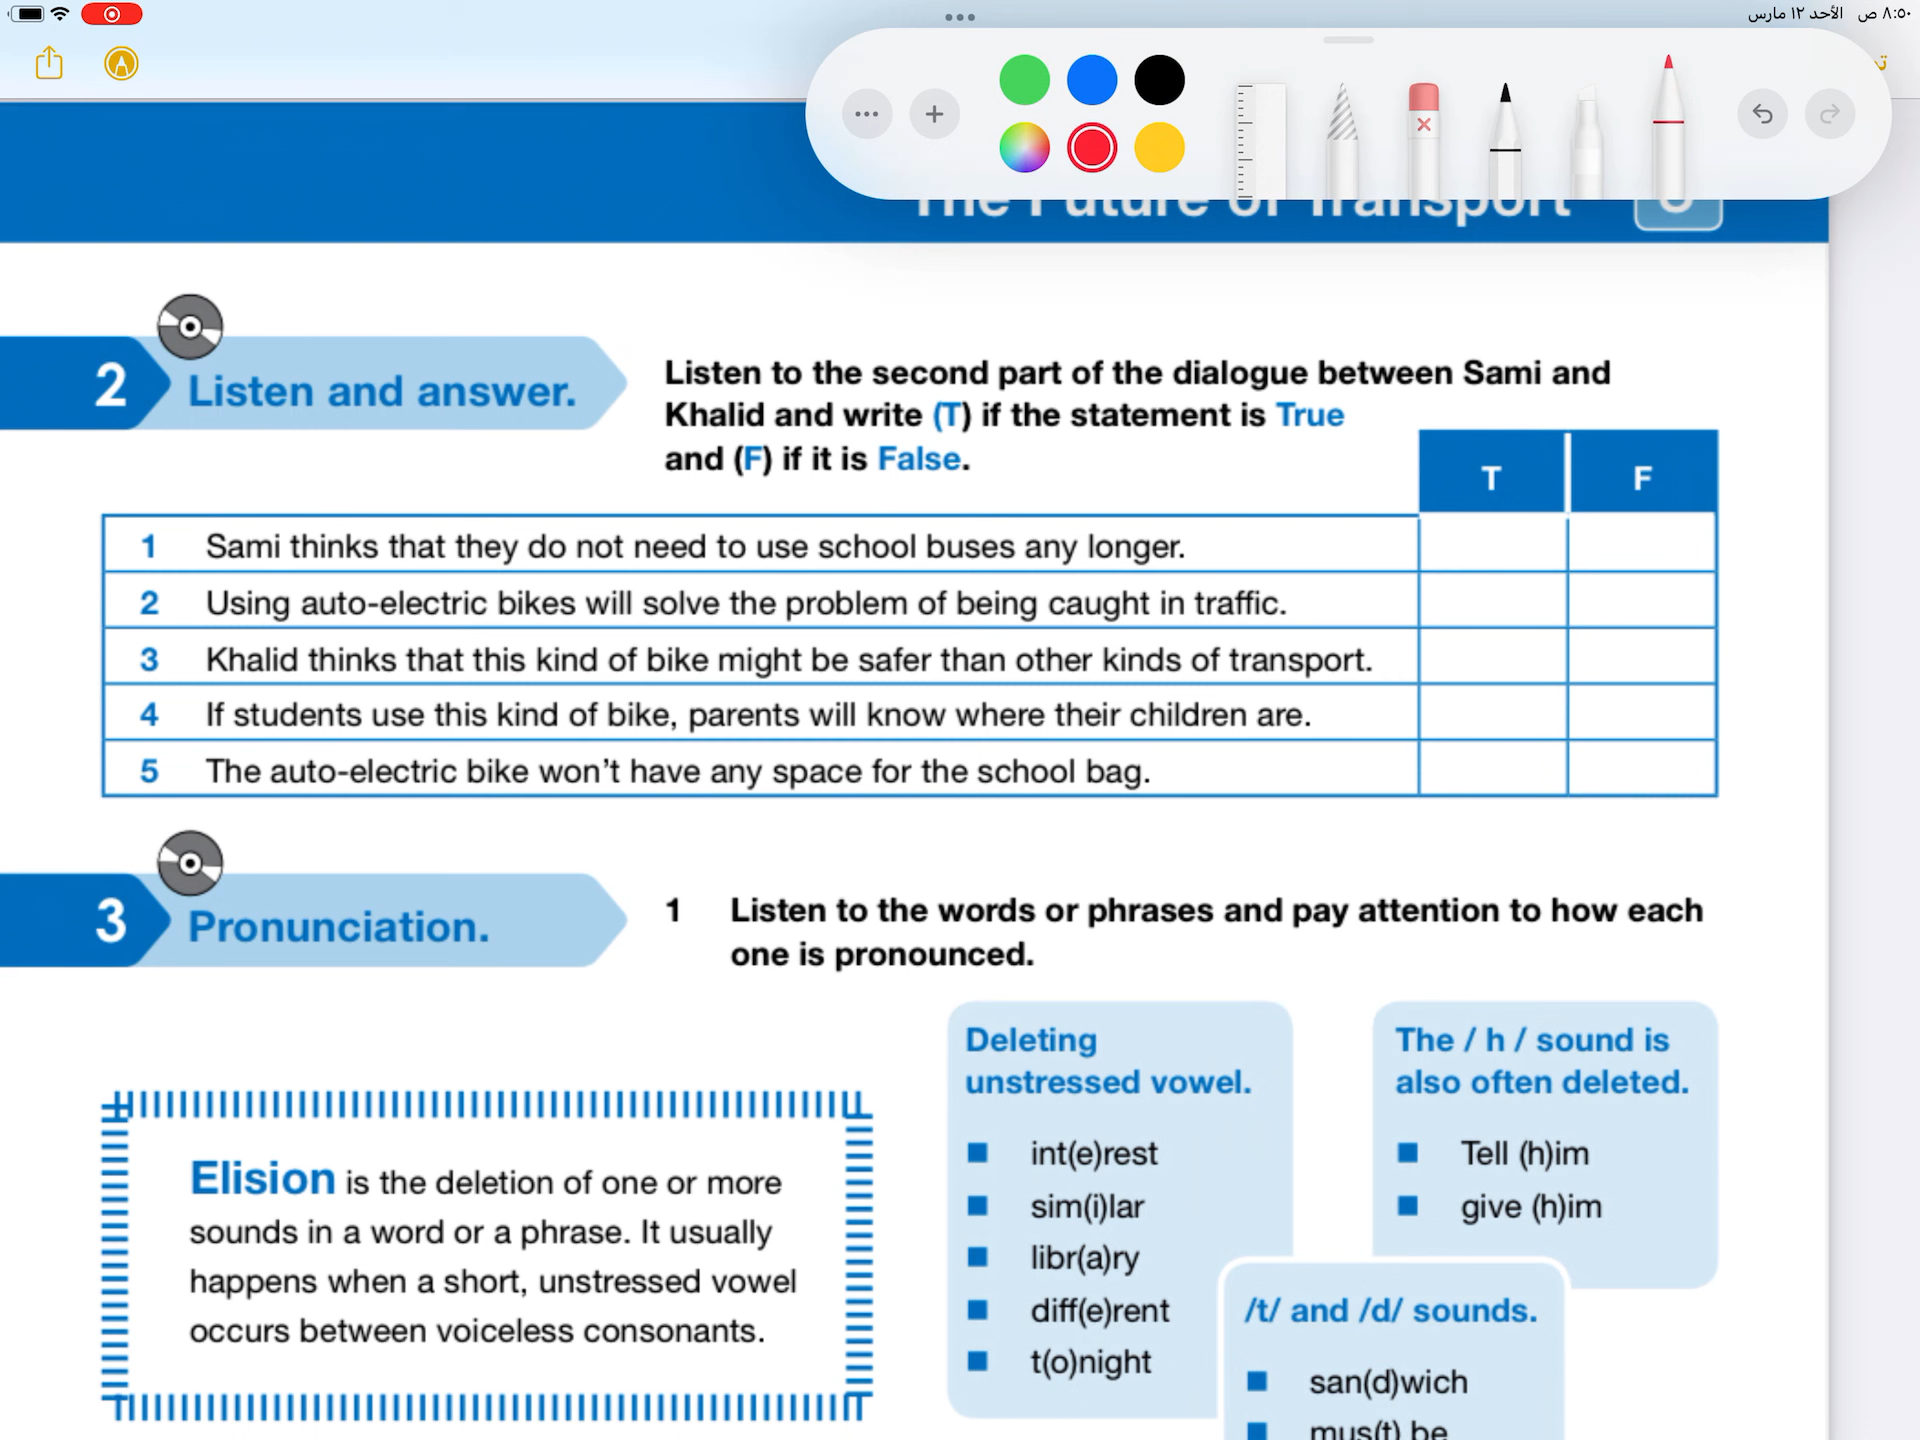 ٨:٥٠ ص الأحد ١٢ مارس
The Future of Transport
2 Listen and answer.
Listen to the second part of the dialogue between Sami and
Khalid and write (T) if the statement is True
and (F) if it is False.
T F
1 Sami thinks that they do not need to use school buses any longer.
2 Using auto-electric bikes will solve the problem of being caught in traffic.
3 Khalid thinks that this kind of bike might be safer than other kinds of transport.
4 If students use this kind of bike, parents will know where their children are.
5 The auto-electric bike won't have any space for the school bag.
3 Pronunciation.
1 Listen to the words or phrases and pay attention to how each
one is pronounced.
Elision is the deletion of one or more
sounds in a word or a phrase. It usually
happens when a short, unstressed vowel
occurs between voiceless consonants.
Deleting
unstressed vowel.
int(e)rest
sim(i)lar
libr(a)ry
diff(e)rent
t(o)night
The / h / sound is
also often deleted.
Tell (h)im
give (h)im
/t/ and /d/ sounds.
san(d)wich
mus(t) be